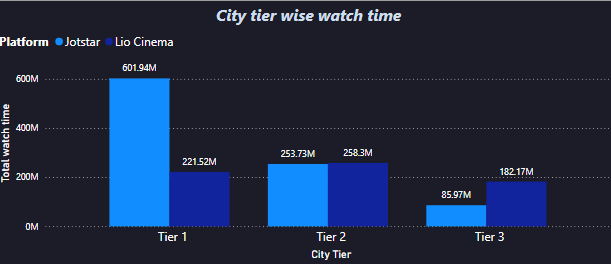 City tier wise watch time
Platform Jotstar Lio Cinema
Total watch time
600M
400M
200M
0M
601.94M
221.52M
253.73M
258.3M
85.97M
182.17M
Tier 1 Tier 2 Tier 3
City Tier